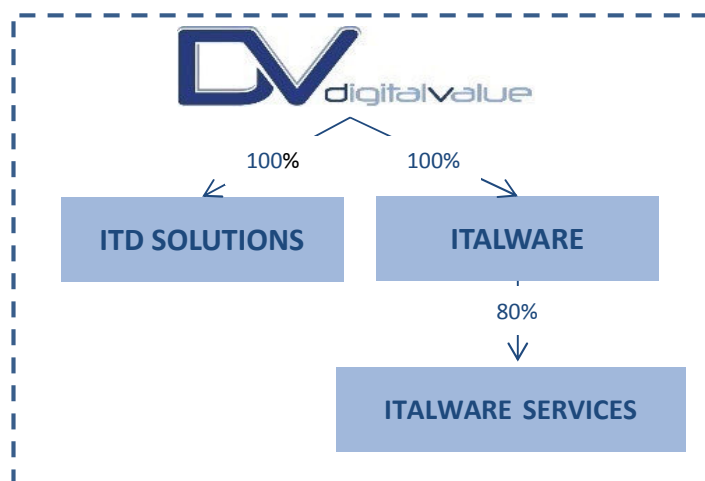 DV digitalvalue
100% 100%
ITD SOLUTIONS ITALWARE
80%
ITALWARE SERVICES